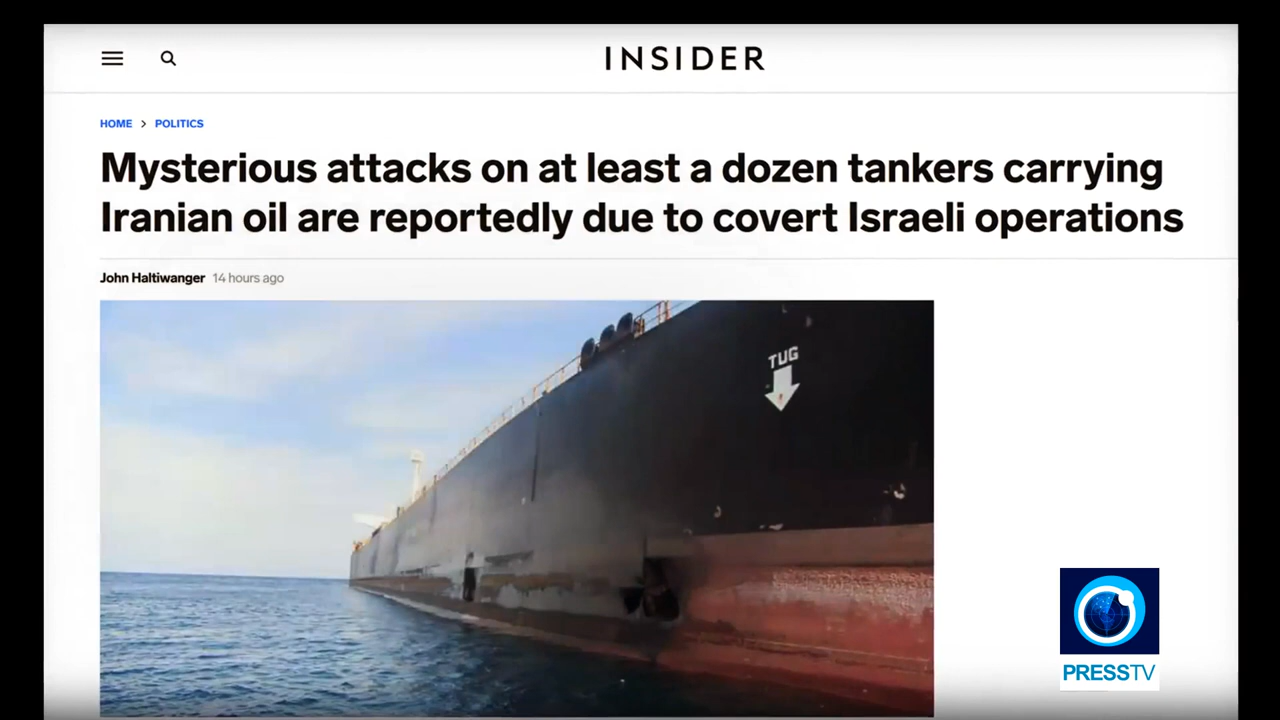 INSIDER
HOME > POLITICS
Mysterious attacks on at least a dozen tankers carrying
Iranian oil are reportedly due to covert Israeli operations
John Haltiwanger 14 hours ago
TUG
PRESSTV